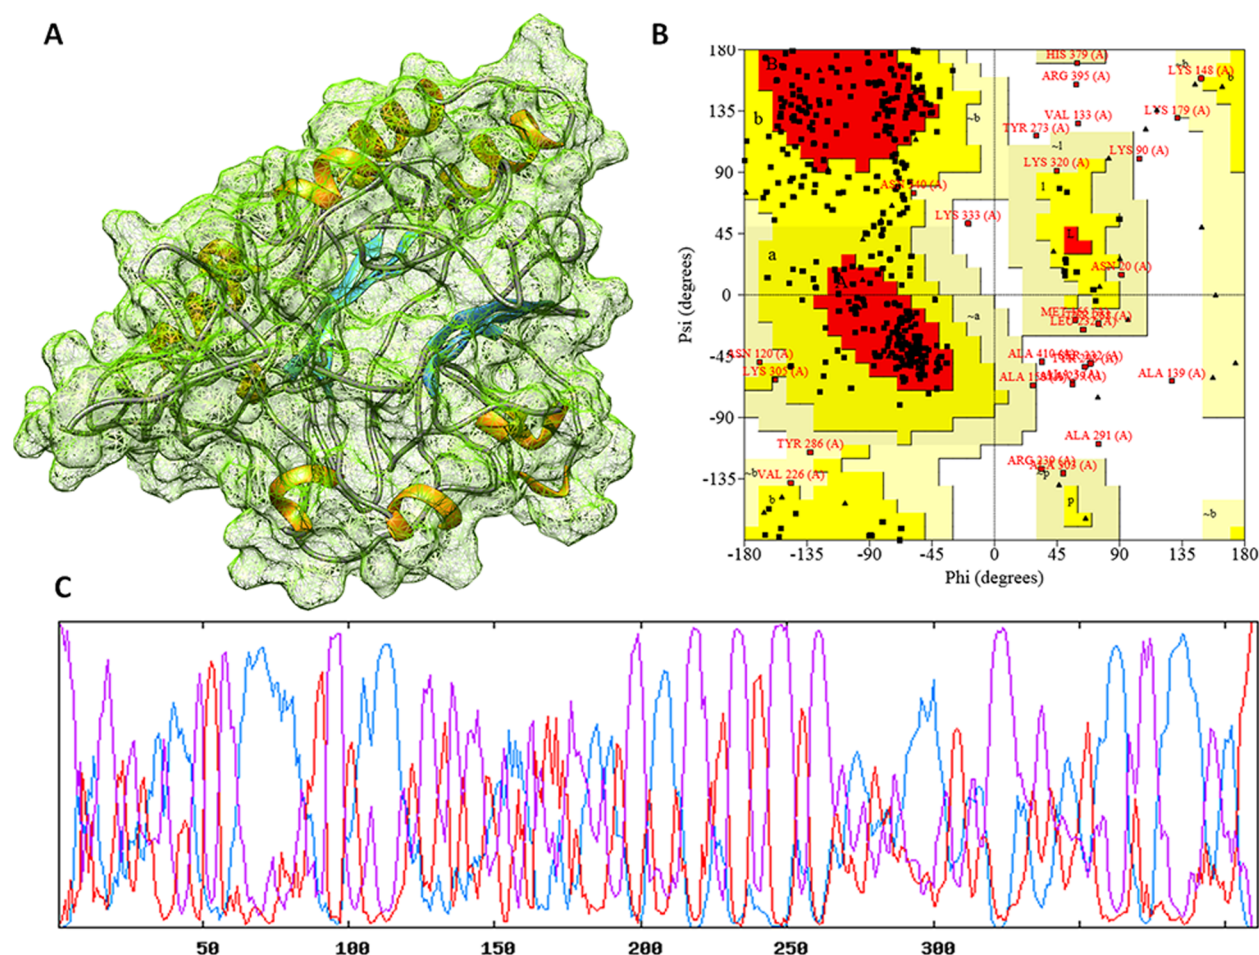 A
B
180
135
90
45
0
-45
-90
-135
Psi (degrees)
HIS 379 (A)
~b
LYS 148 (A)
B
b
ARG 395 (A)
b
~b
VAL 133 (A)
LYS 179 (A)
TYR 273 (A)
~l
LYS 90 (A)
LYS 320 (A)
l
LYS 333 (A)
L
a
ASN 20 (A)
~a
ASN 120 (A)
ALA 410
LYS 305 (A)
ALA 139 (A)
ALA 291 (A)
TYR 286 (A)
ARG 239 (A)
~b
VAL 226 (A)
~p
b
p
~b
-180 -135 -90 -45 0 45 90 135 180
Phi (degrees)
C
50 100 150 200 250 300